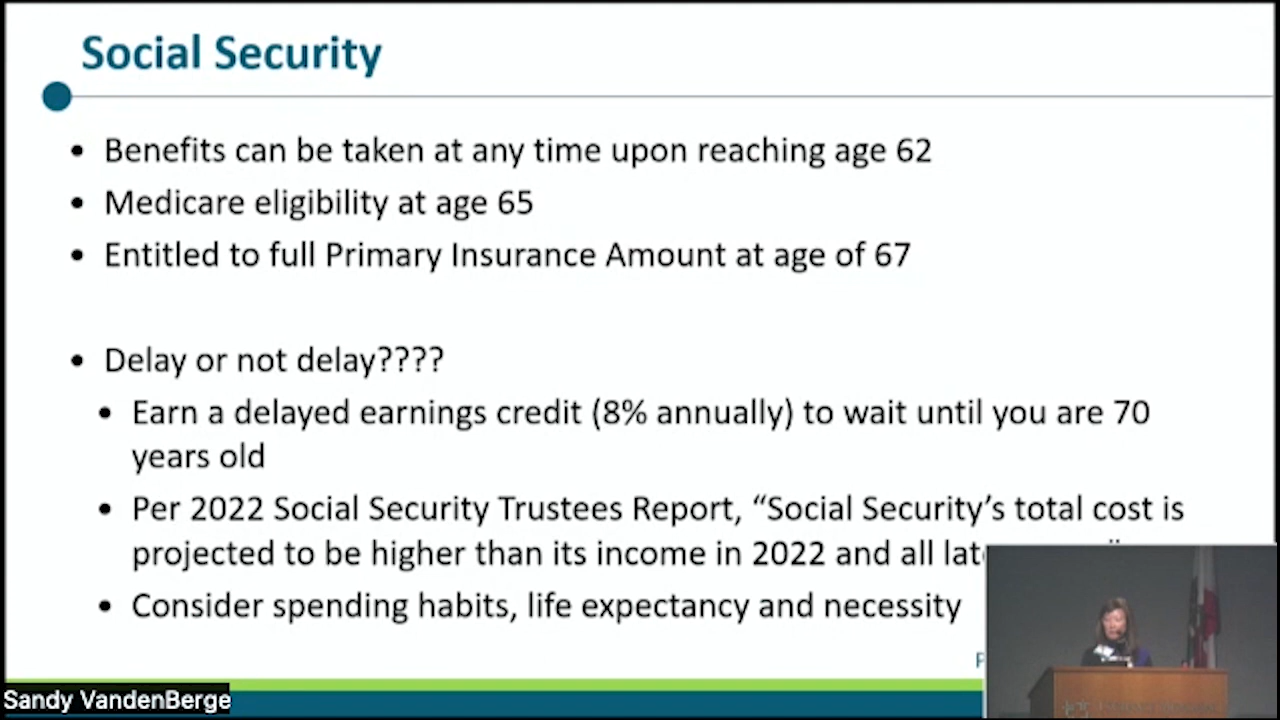 Social Security
• Benefits can be taken at any time upon reaching age 62
• Medicare eligibility at age 65
• Entitled to full Primary Insurance Amount at age of 67
• Delay or not delay????
• Earn a delayed earnings credit (8% annually) to wait until you are 70
years old
• Per 2022 Social Security Trustees Report, “Social Security’s total cost is
projected to be higher than its income in 2022 and all
• Consider spending habits, life expectancy and necessity
Sandy VandenBerge